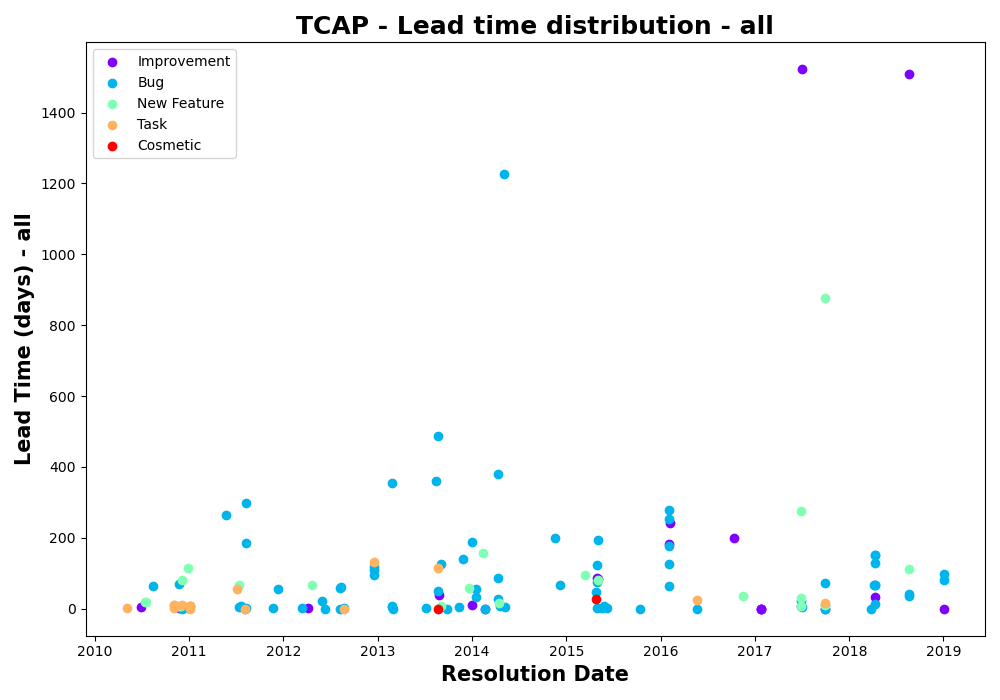 TCAP - Lead time distribution - all
Improvement
Bug
New Feature
Task
Cosmetic
Lead Time (days) - all
1400
1200
1000
800
600
400
200
0
2010 2011 2012 2013 2014 2015 2016 2017 2018 2019
Resolution Date